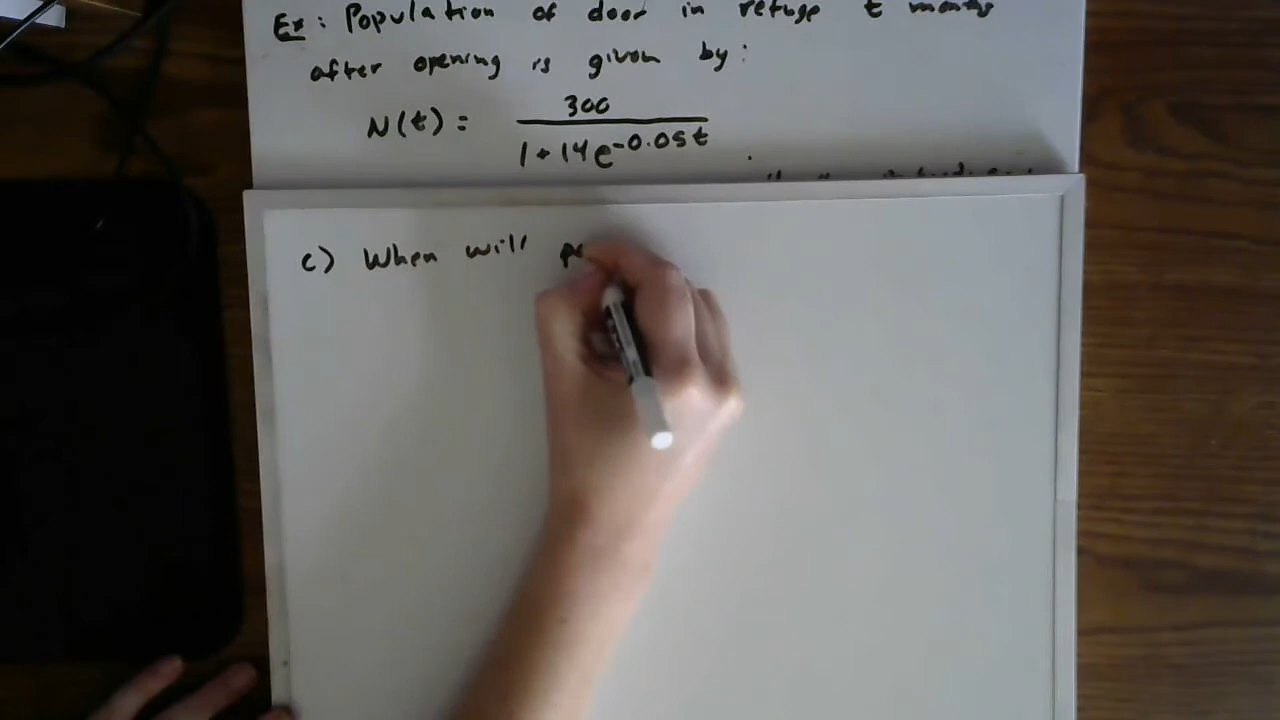 Ex: Population of deer in refuge t months
after opening is given by:
N(t) = 300 / 1 + 14e^-0.05t
c) When will po